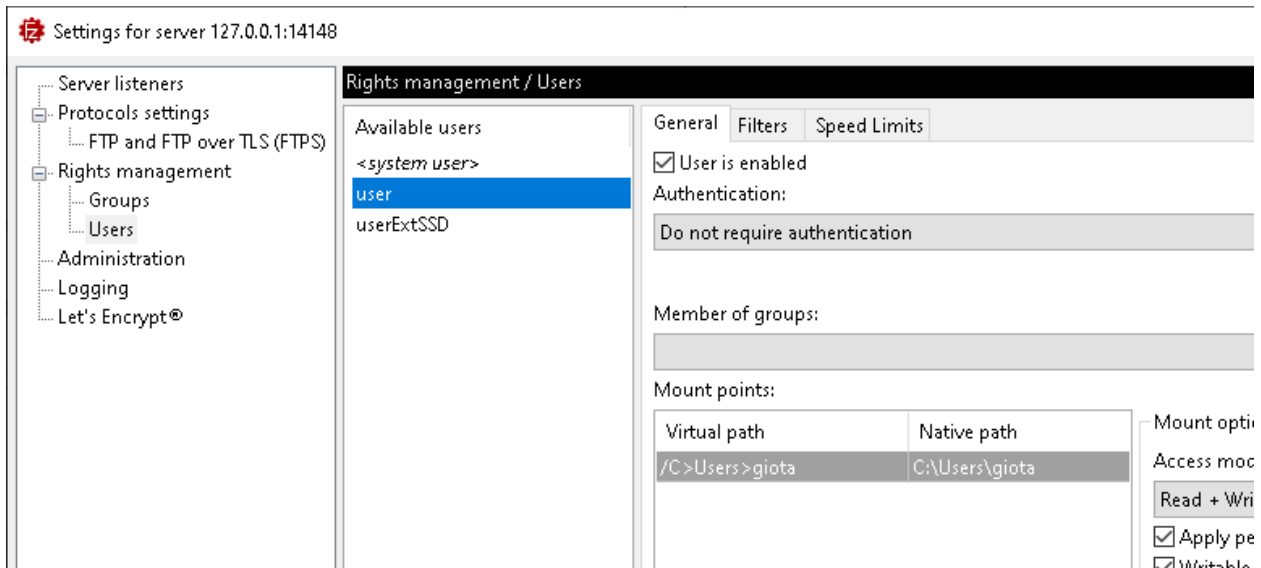 Settings for server 127.0.0.1:14148
Server listeners
Protocols settings
FTP and FTP over TLS (FTPS)
Rights management
Groups
Users
Administration
Logging
Let's Encrypt®
Rights management / Users
Available users
<system user>
user
userExtSSD
General Filters Speed Limits
User is enabled
Authentication:
Do not require authentication
Member of groups:
Mount points:
Virtual path Native path
/C>Users>giota C:\Users\giota
Mount opti
Access mod
Read + Wri
Apply pe
Writable